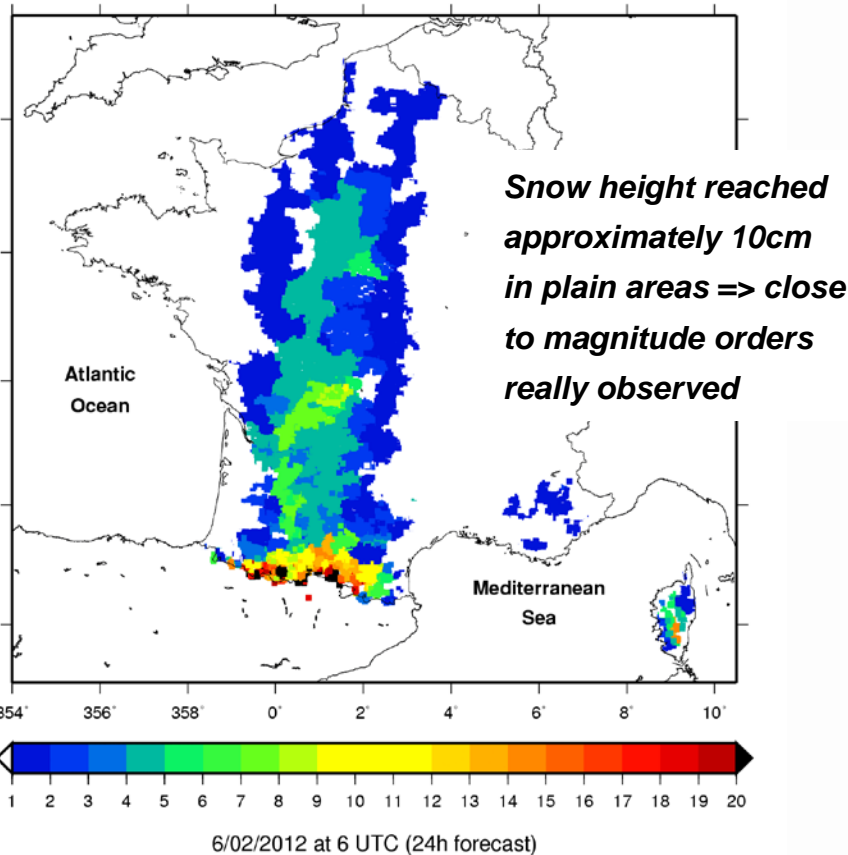 Snow height reached
approximately 10cm
in plain areas => close
to magnitude orders
really observed
Atlantic
Ocean
Mediterranean
Sea
354° 356° 358° 0° 2° 4° 6° 8° 10°
1 2 3 4 5 6 7 8 9 10 11 12 13 14 15 16 17 18 19 20
6/02/2012 at 6 UTC (24h forecast)